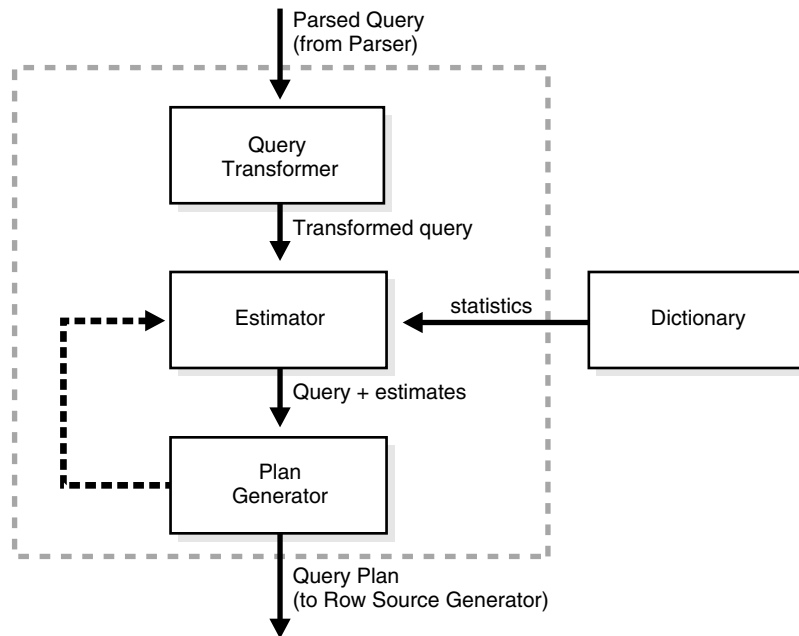 Parsed Query
(from Parser)
Query
Transformer
Transformed query
Estimator
statistics
Dictionary
Query + estimates
Plan
Generator
Query Plan
(to Row Source Generator)